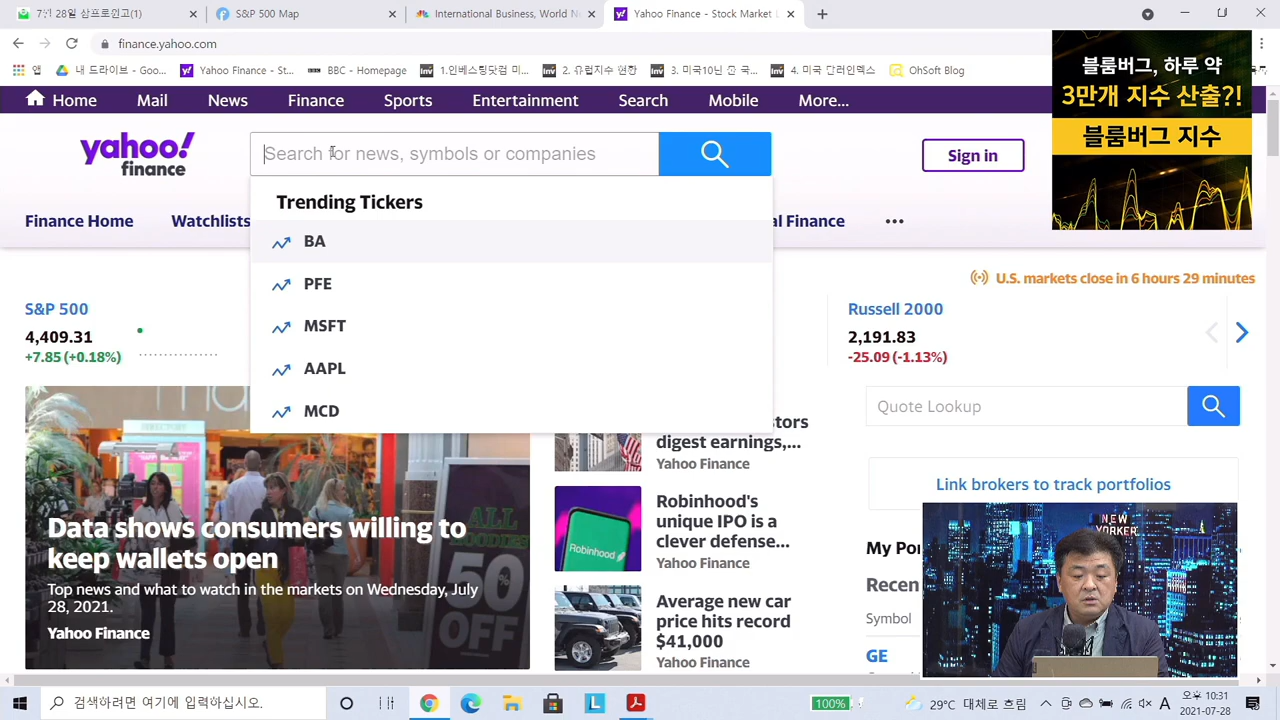 7월 28일 삼프로원고(1)
S&P 500 Map
International Business, World N
Yahoo Finance - Stock Market L
finance.yahoo.com
앱
내 드라이브 - Goo...
Yahoo Finance - St...
BBC - Homepage
1.인베스팅닷컴 미...
2. 유럽지수 현황
3. 미국10년 뮨 국...
4. 미국 달러인덱스
OhSoft Blog
Home
Mail
News
Finance
Sports
Entertainment
Search
Mobile
More...
블룸버그, 하루 약
3만개 지수 산출?!
블룸버그 지수
yahoo!
finance
Search for news, symbols or companies
Sign in
Trending Tickers
Finance Home
Watchlists
al Finance
BA
PFE
MSFT
AAPL
MCD
U.S. markets close in 6 hours 29 minutes
S&P 500
4,409.31
+7.85 (+0.18%)
Russell 2000
2,191.83
-25.09 (-1.13%)
Quote Lookup
Data shows consumers willing to
keep wallets open
Top news and what to watch in the markets on Wednesday, July
28, 2021.
Yahoo Finance
stors
digest earnings,...
Yahoo Finance
Robinhood
Robinhood's
unique IPO is a
clever defense...
Yahoo Finance
Average new car
price hits record
$41,000
Yahoo Finance
Link brokers to track portfolios
My Por
Recen
Symbol
GE
NEW
YORKER
검색하려면 여기에 입력하십시오.
100%
29°C 대체로 흐림
A
오후 10:31
2021-07-28